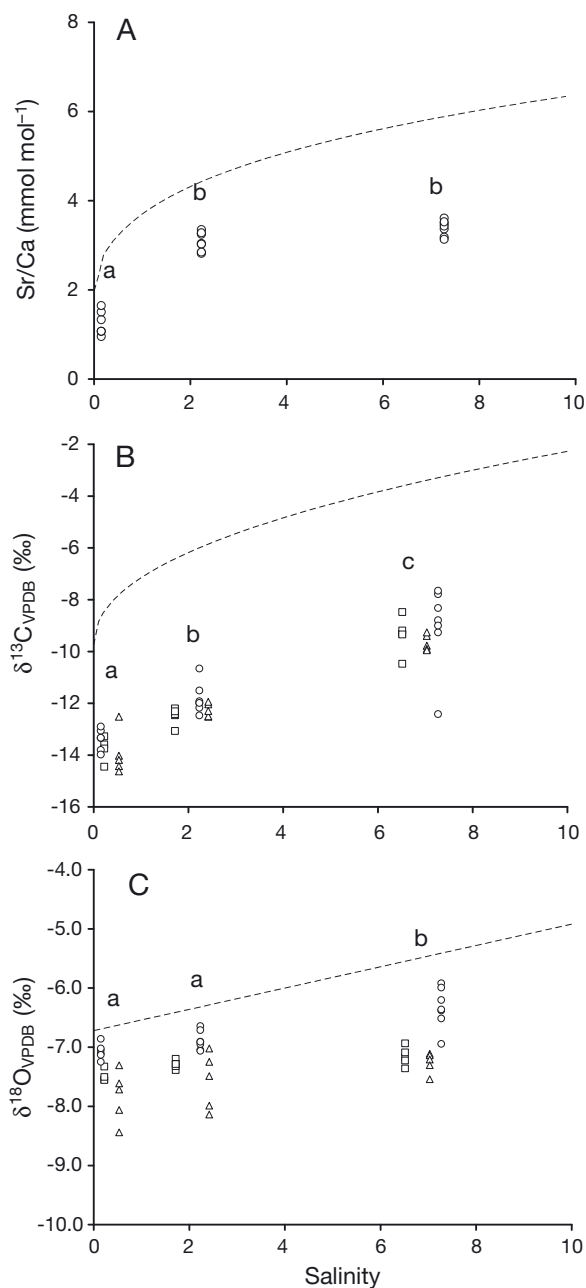 A
8
6
4
2
0
Sr/Ca (mmol mol⁻¹)
a
b
b
0 2 4 6 8 10
B
-2
-4
-6
-8
-10
-12
-14
-16
δ¹³C_VPDB (‰)
a
b
c
0 2 4 6 8 10
C
-4.0
-5.0
-6.0
-7.0
-8.0
-9.0
-10.0
δ¹⁸O_VPDB (‰)
a
a
b
0 2 4 6 8 10
Salinity